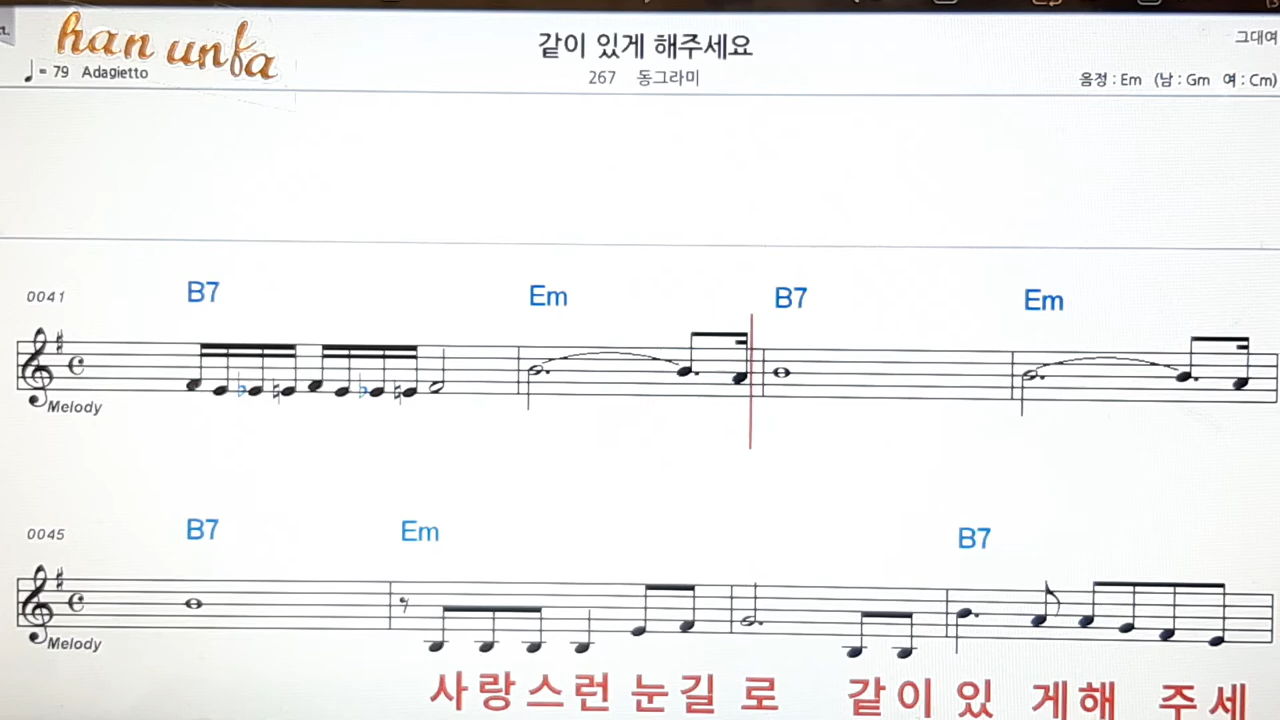 han unfa
같이 있게 해주세요
그대여
♩ = 79 Adagietto
267 동그라미
음정 : Em (남 : Gm 여 : Cm)
0041 B7 Em B7 Em
Melody
0045 B7 Em B7
Melody
사랑스런 눈길 로 같이 있 게해 주세